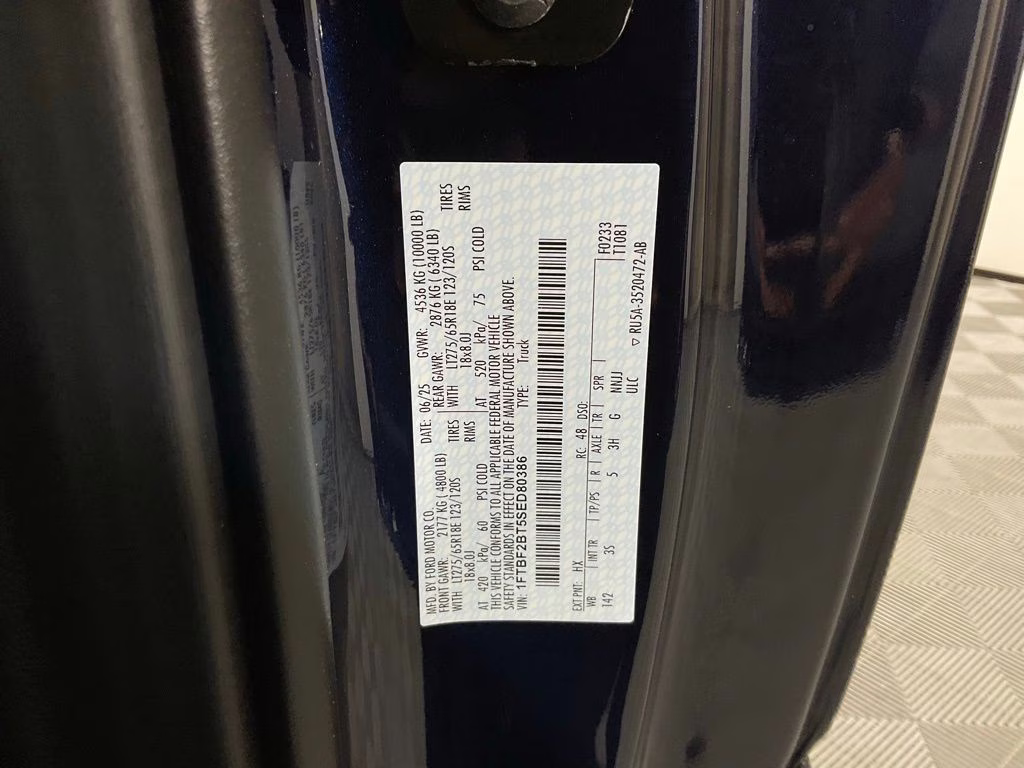 MFD. BY FORD MOTOR CO. DATE: 06/25 GVWR: 4536 KG (10000 LB)
FRONT GAWR: 2177 KG ( 4800 LB) REAR GAWR: 2876 KG ( 6340 LB)
WITH LT275/65R18E 123/120S TIRES WITH LT275/65R18E 123/120S TIRES
18x8.0J RIMS 18x8.0J RIMS
AT 420 kPa/ 60 PSI COLD AT 520 kPa/ 75 PSI COLD
THIS VEHICLE CONFORMS TO ALL APPLICABLE FEDERAL MOTOR VEHICLE
SAFETY STANDARDS IN EFFECT ON THE DATE OF MANUFACTURE SHOWN ABOVE.
VIN: 1FTBF2BT5SED80386 TYPE: Truck
EXT PNT: HX RC: 48 DSO: F0233
WB INT TR TP/PS R AXLE TR SPR 1T1081
142 3S 5 3H G NNJJ
ULC ▽ RU5A-3520472-AB